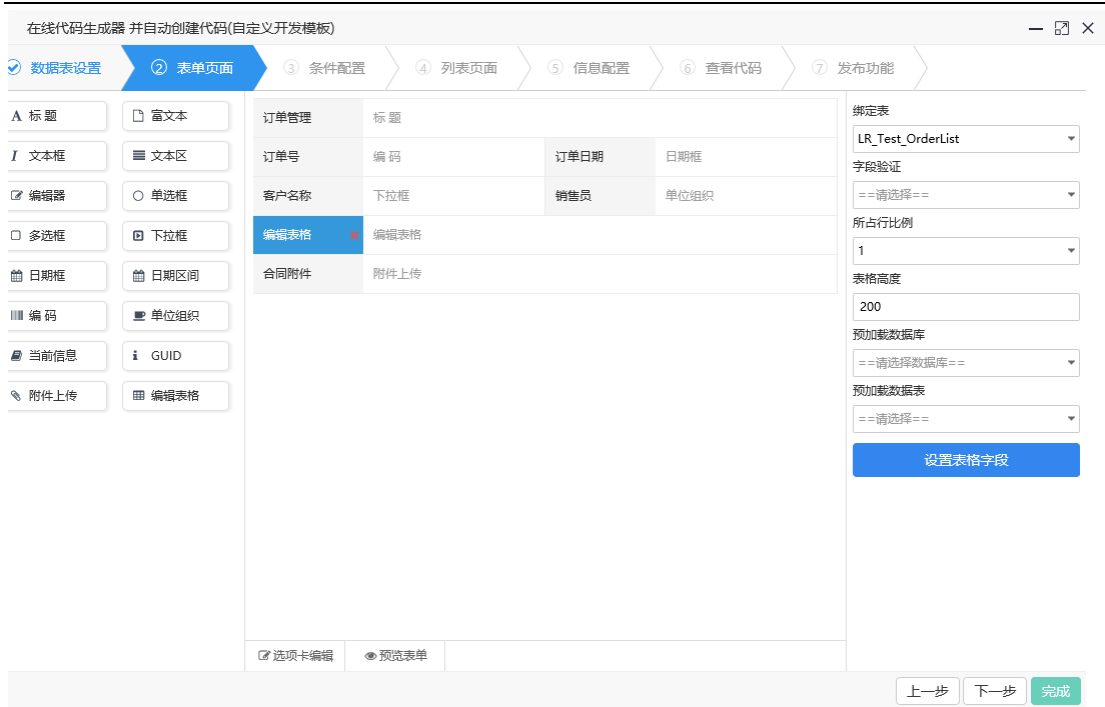 在线代码生成器 并自动创建代码(自定义开发模板)
数据表设置 2 表单页面 3 条件配置 4 列表页面 5 信息配置 6 查看代码 7 发布功能
A 标 题 富文本
I 文本框 文本区
编辑器 单选框
多选框 下拉框
日期框 日期区间
编 码 单位组织
当前信息 i GUID
附件上传 编辑表格
订单管理 标 题
订单号 编 码 订单日期 日期框
客户名称 下拉框 销售员 单位组织
编辑表格 编辑表格
合同附件 附件上传
选项卡编辑 预览表单
绑定表
LR_Test_OrderList
字段验证
==请选择==
所占行比例
1
表格高度
200
预加载数据库
==请选择数据库==
预加载数据表
==请选择==
设置表格字段
上一步 下一步 完成